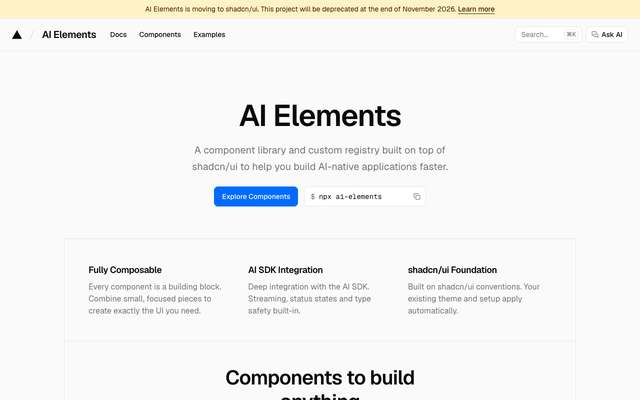 AI Elements is moving to shadcn/ui. This project will be deprecated at the end of November 2026. Learn more
AI Elements Docs Components Examples Search... ⌘K Ask AI
AI Elements
A component library and custom registry built on top of
shadcn/ui to help you build AI-native applications faster.
Explore Components $ npx ai-elements
Fully Composable
Every component is a building block.
Combine small, focused pieces to
create exactly the UI you need.
AI SDK Integration
Deep integration with the AI SDK.
Streaming, status states and type
safety built-in.
shadcn/ui Foundation
Built on shadcn/ui conventions. Your
existing theme and setup apply
automatically.
Components to build
anything